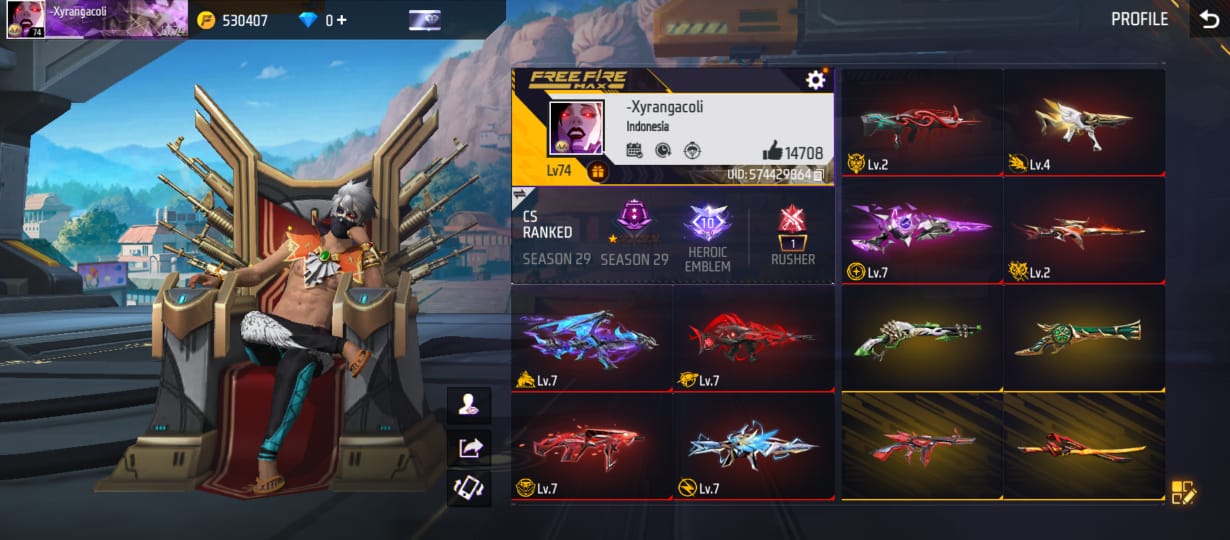 -Xyrangacoli
74
530407
0 +
PROFILE
FREE FIRE
MAX
-Xyrangacoli
Indonesia
14708
Lv74
UID: 574429864
CS
RANKED
SEASON 29
SEASON 29
10
HEROIC
EMBLEM
1
RUSHER
Lv.2
Lv.4
Lv.7
Lv.2
Lv.7
Lv.7
Lv.7
Lv.7